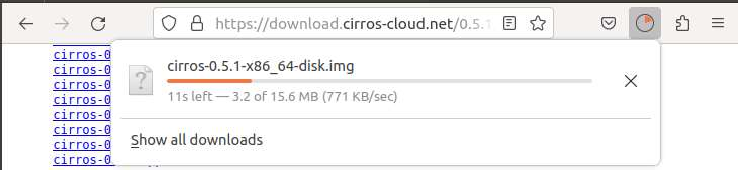 https://download.cirros-cloud.net/0.5.1
cirros-0
cirros-0
cirros-0
cirros-0
cirros-0
cirros-0
cirros-0
cirros-0
cirros-0.5.1-x86_64-disk.img
11s left — 3.2 of 15.6 MB (771 KB/sec)
Show all downloads